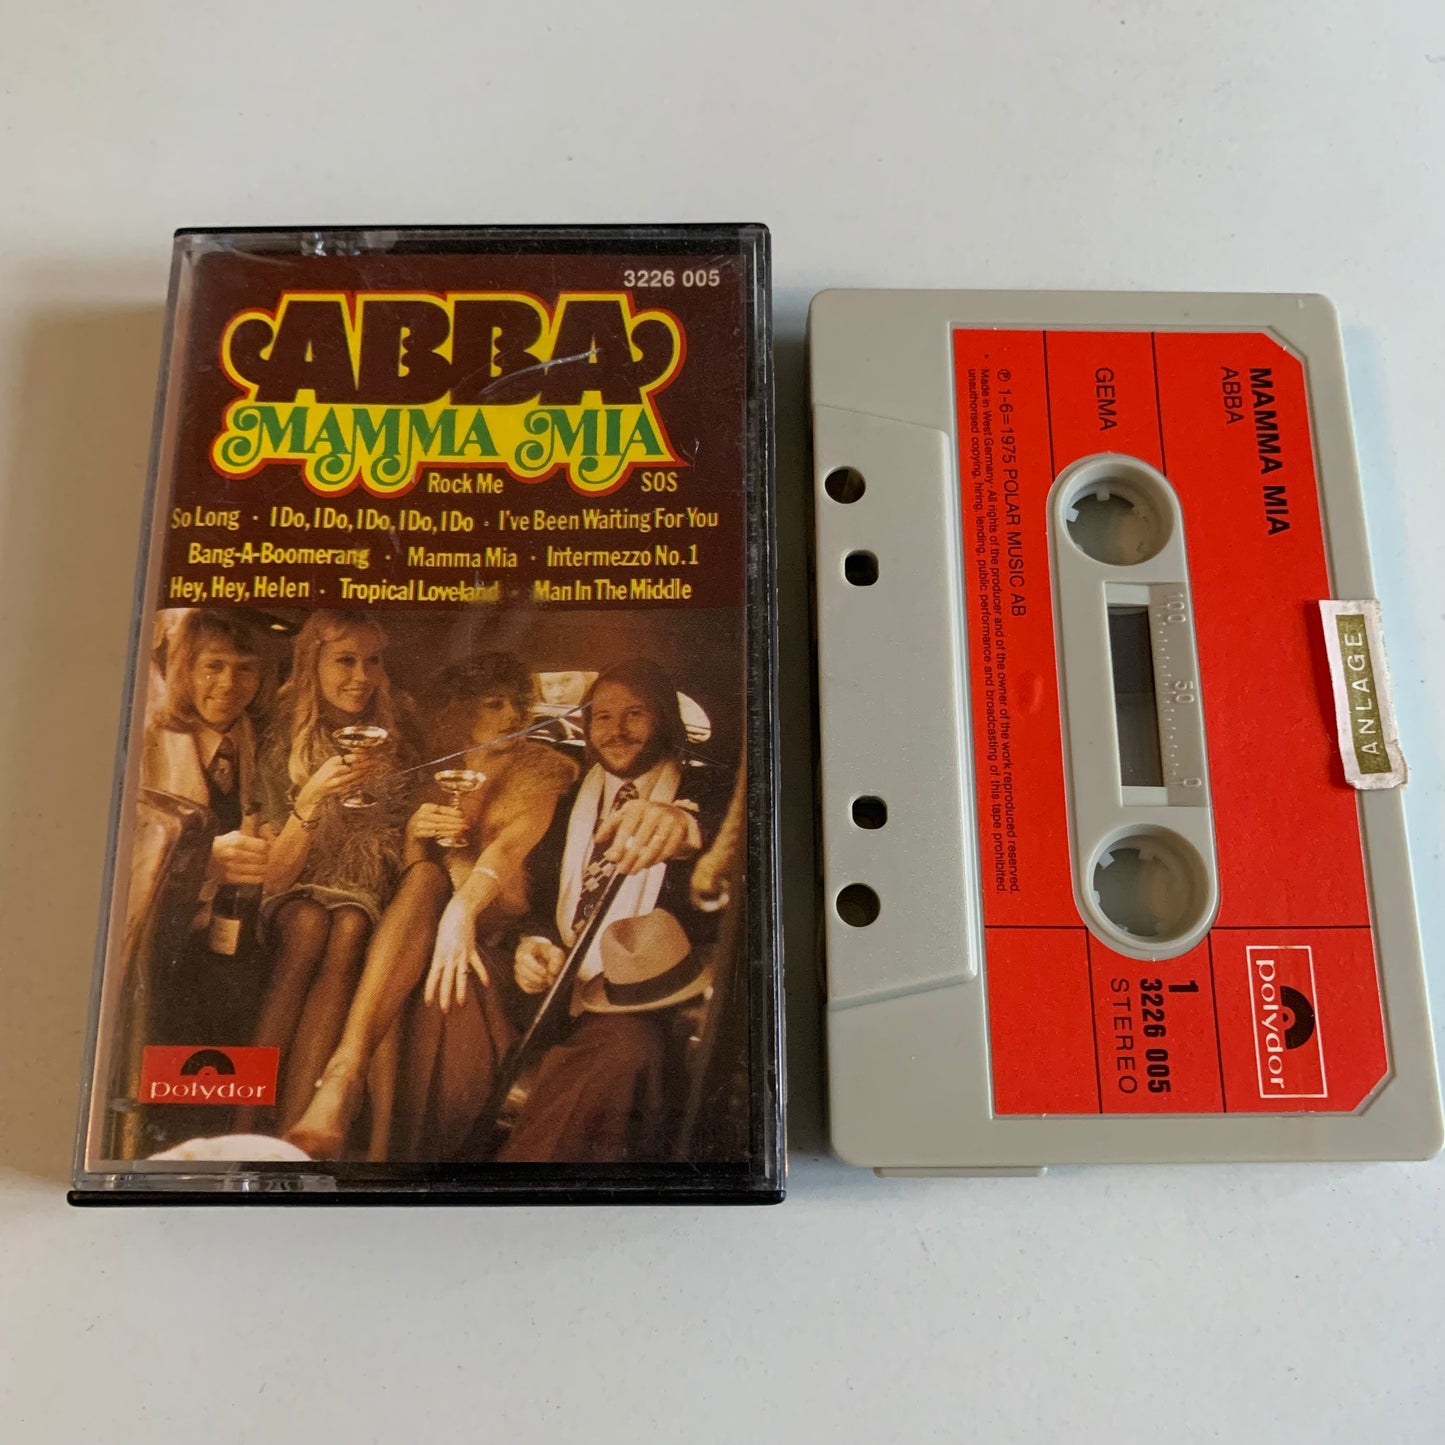 3226 005
ABBA
MAMMA MIA
Rock Me SOS
So Long · I Do, I Do, I Do, I Do, I Do · I've Been Waiting For You
Bang-A-Boomerang · Mamma Mia · Intermezzo No. 1
Hey, Hey, Helen · Tropical Loveland · Man In The Middle
polydor
MAMMA MIA
ABBA
GEMA
℗ 1-6=1975 POLAR MUSIC AB
• Made in West Germany · All rights of the producer and of the owner of the work reproduced reserved.
unauthorised copying, hiring, lending, public performance and broadcasting of this tape prohibited.
100 50 0
ANLAGE
polydor
1
3226 005
STEREO